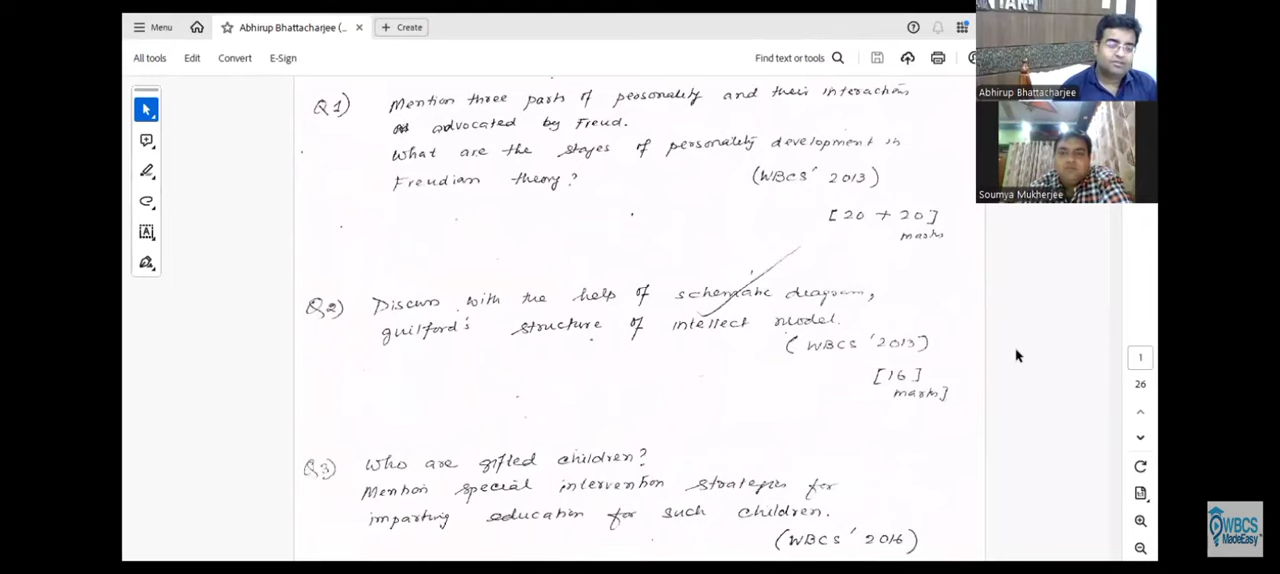 Menu
Abhirup Bhattacharjee (...
Create
All tools
Edit
Convert
E-Sign
Find text or tools
Q1) Mention three parts of personality and their interaction
as advocated by Freud.
What are the stages of personality development in
Freudian theory?
(WBCS' 2013)
[20 + 20]
marks
Q2) Discuss with the help of schematic diagram,
guilford's structure of intellect model.
(WBCS '2013)
[16]
marks]
Q3) Who are gifted children?
Mention special intervention strategies for
imparting education for such children.
(WBCS' 2016)
Abhirup Bhattacharjee
Soumya Mukherjee
1
26
WBCS
MadeEasy